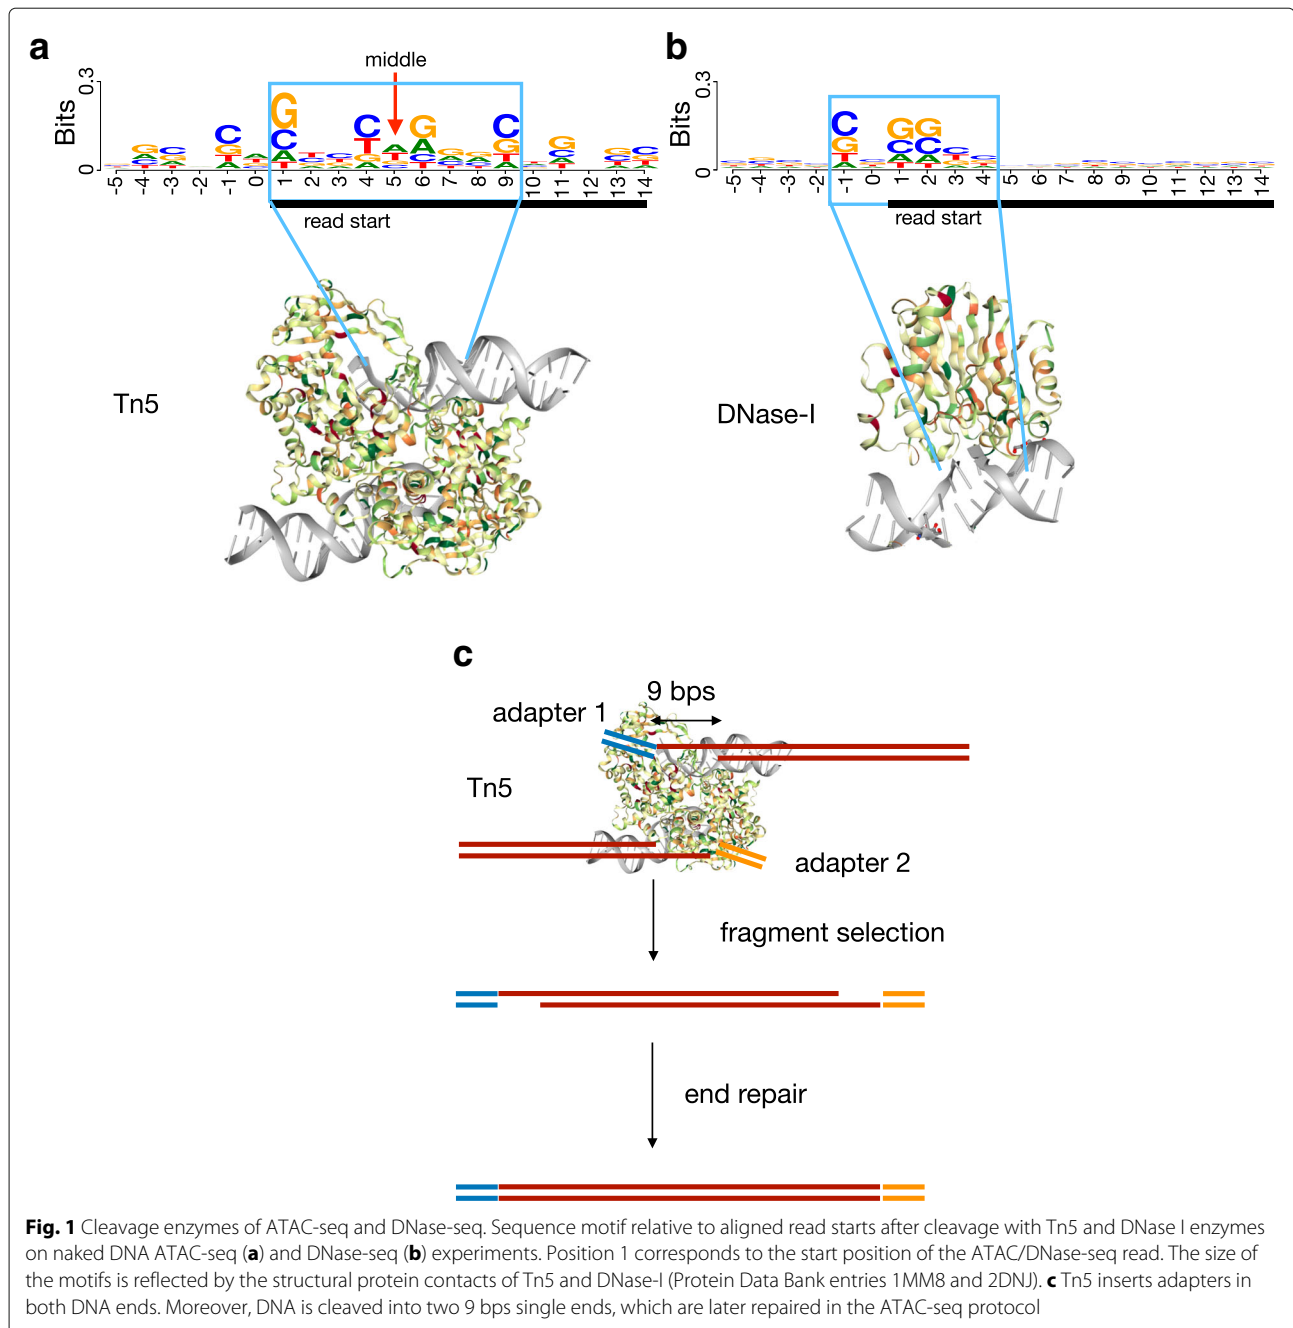 a
b
middle
Bits
0.3
0
-5 -4 -3 -2 -1 0 1 2 3 4 5 6 7 8 9 10 11 12 13 14
read start
Bits
0.3
0
-5 -4 -3 -2 -1 0 1 2 3 4 5 6 7 8 9 10 11 12 13 14
read start
Tn5
DNase-I
c
9 bps
adapter 1
Tn5
adapter 2
fragment selection
end repair
Fig. 1 Cleavage enzymes of ATAC-seq and DNase-seq. Sequence motif relative to aligned read starts after cleavage with Tn5 and DNase I enzymes
on naked DNA ATAC-seq (a) and DNase-seq (b) experiments. Position 1 corresponds to the start position of the ATAC/DNase-seq read. The size of
the motifs is reflected by the structural protein contacts of Tn5 and DNase-I (Protein Data Bank entries 1MM8 and 2DNJ). c Tn5 inserts adapters in
both DNA ends. Moreover, DNA is cleaved into two 9 bps single ends, which are later repaired in the ATAC-seq protocol